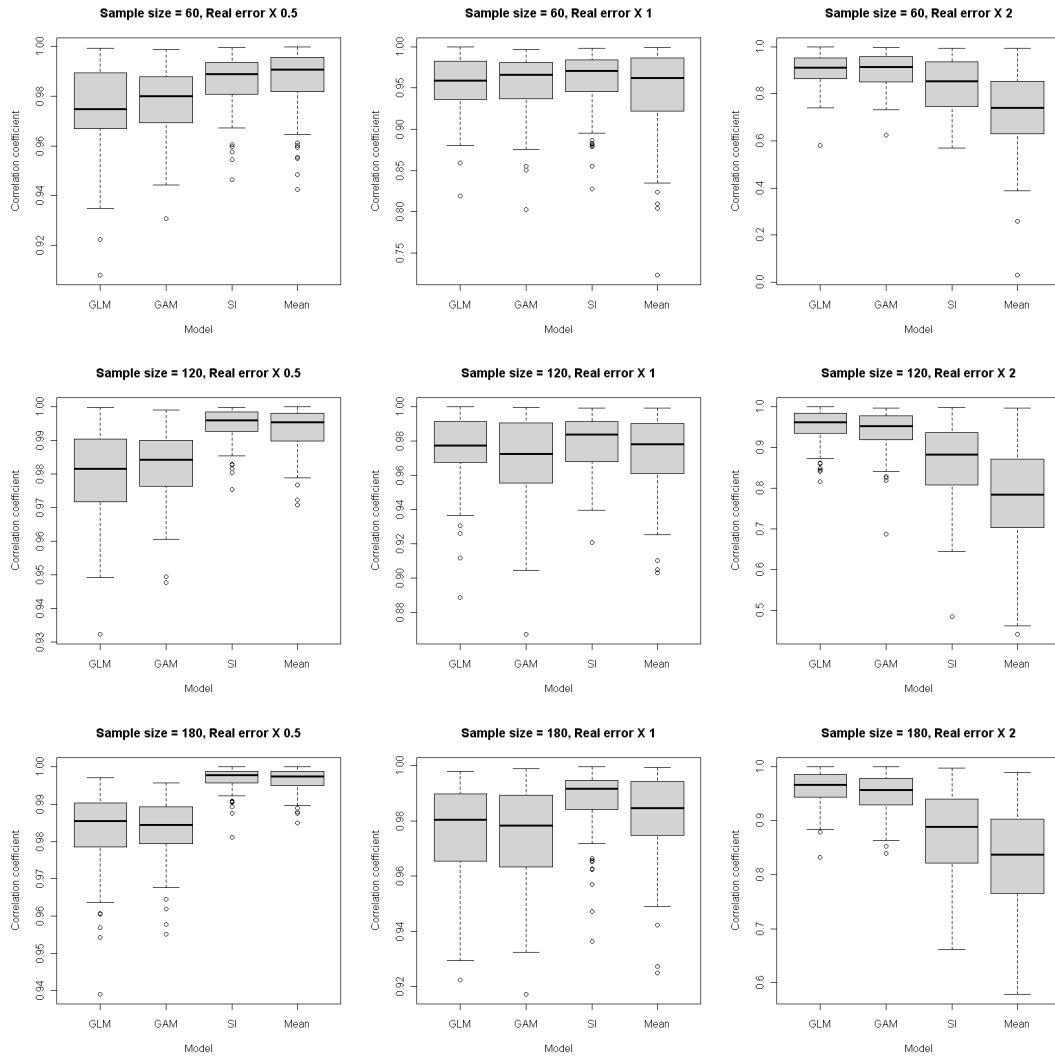 Sample size = 60, Real error X 0.5
Correlation coefficient
0.92 0.94 0.96 0.98 1.00
GLM GAM SI Mean
Model
Sample size = 60, Real error X 1
Correlation coefficient
0.75 0.80 0.85 0.90 0.95 1.00
GLM GAM SI Mean
Model
Sample size = 60, Real error X 2
Correlation coefficient
0.0 0.2 0.4 0.6 0.8 1.0
GLM GAM SI Mean
Model
Sample size = 120, Real error X 0.5
Correlation coefficient
0.93 0.94 0.95 0.96 0.97 0.98 0.99 1.00
GLM GAM SI Mean
Model
Sample size = 120, Real error X 1
Correlation coefficient
0.88 0.90 0.92 0.94 0.96 0.98 1.00
GLM GAM SI Mean
Model
Sample size = 120, Real error X 2
Correlation coefficient
0.5 0.6 0.7 0.8 0.9 1.0
GLM GAM SI Mean
Model
Sample size = 180, Real error X 0.5
Correlation coefficient
0.94 0.95 0.96 0.97 0.98 0.99 1.00
GLM GAM SI Mean
Model
Sample size = 180, Real error X 1
Correlation coefficient
0.92 0.94 0.96 0.98 1.00
GLM GAM SI Mean
Model
Sample size = 180, Real error X 2
Correlation coefficient
0.6 0.7 0.8 0.9 1.0
GLM GAM SI Mean
Model